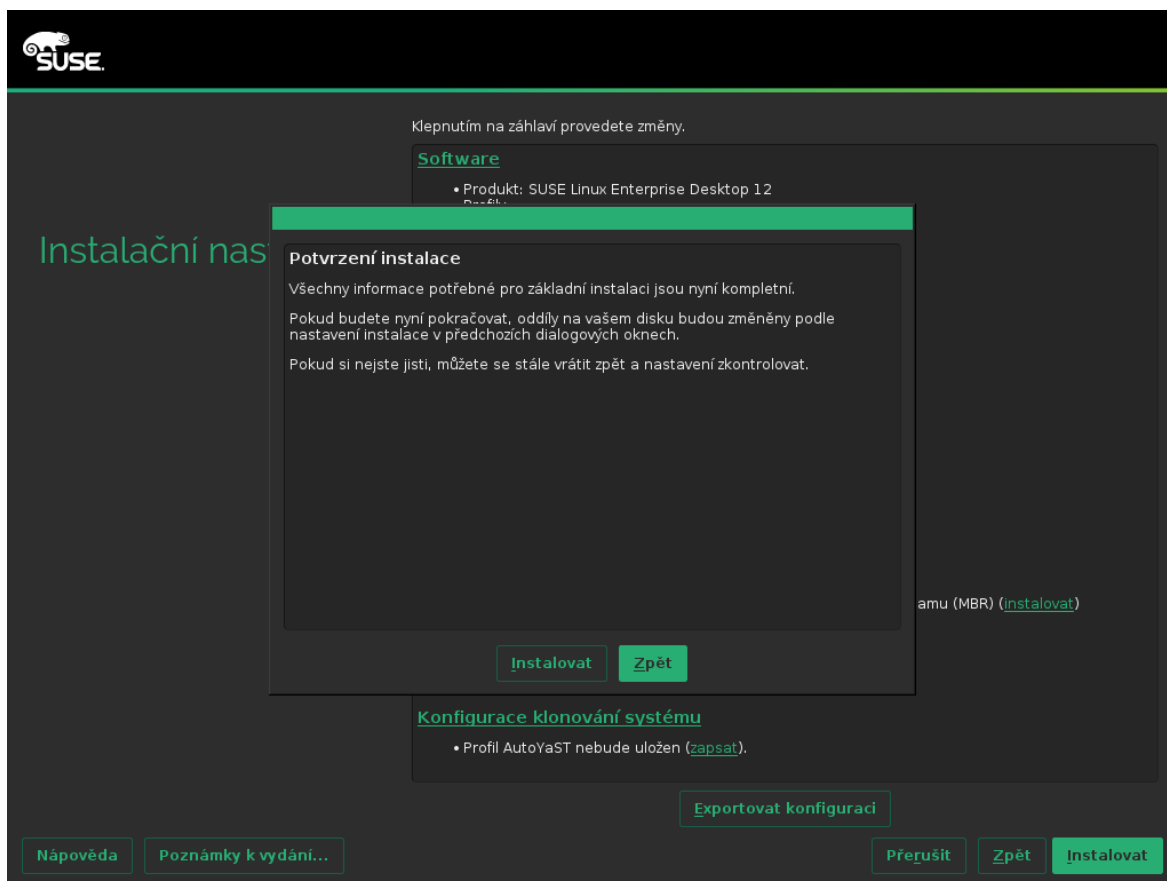 SUSE.
Klepnutím na záhlaví provedete změny.
Software
• Produkt: SUSE Linux Enterprise Desktop 12
Instalační
Potvrzení instalace
Všechny informace potřebné pro základní instalaci jsou nyní kompletní.
Pokud budete nyní pokračovat, oddíly na vašem disku budou změněny podle
nastavení instalace v předchozích dialogových oknech.
Pokud si nejste jisti, můžete se stále vrátit zpět a nastavení zkontrolovat.
(MBR) (instalovat)
Instalovat Zpět
Konfigurace klonování systému
• Profil AutoYaST nebude uložen (zapsat).
Exportovat konfiguraci
Nápověda Poznámky k vydání... Přerušit Zpět Instalovat